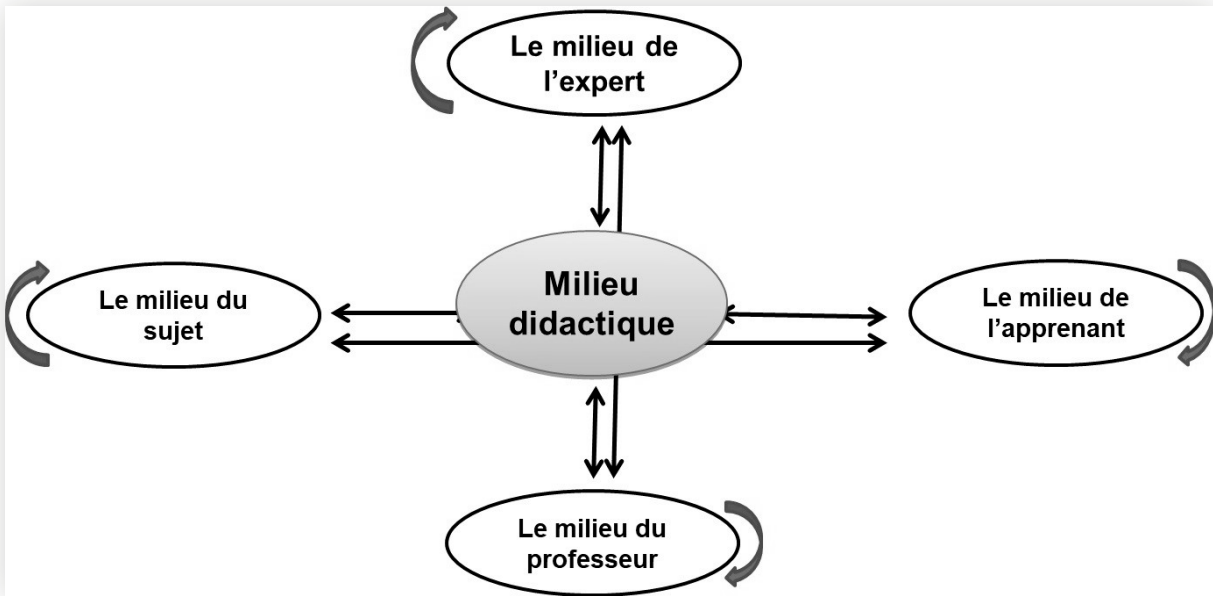 Le milieu de
l’expert
Le milieu du
sujet
Milieu
didactique
Le milieu de
l’apprenant
Le milieu du
professeur